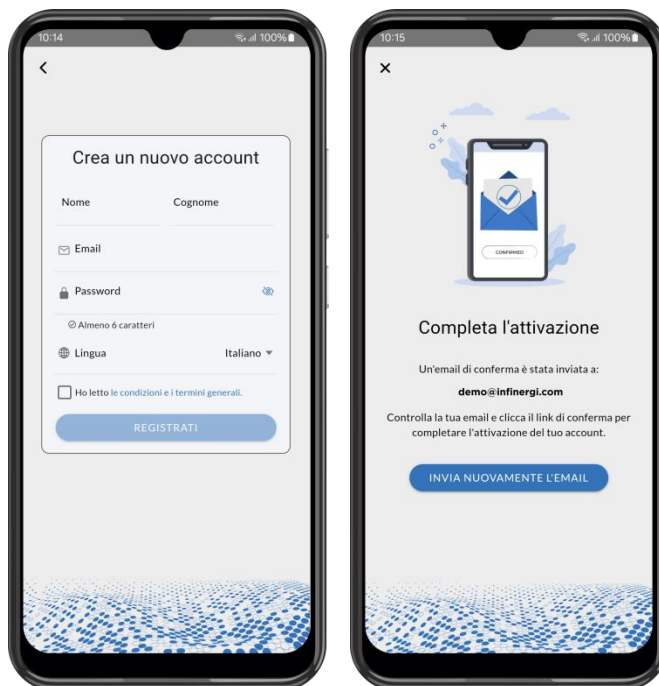 10:14
100%
Crea un nuovo account
Nome
Cognome
Email
Password
Almeno 6 caratteri
Lingua
Italiano
Ho letto le condizioni e i termini generali.
REGISTRATI
10:15
100%
CONFIRMED
Completa l'attivazione
Un'email di conferma è stata inviata a:
demo@infinergi.com
Controlla la tua email e clicca il link di conferma per
completare l'attivazione del tuo account.
INVIA NUOVAMENTE L'EMAIL